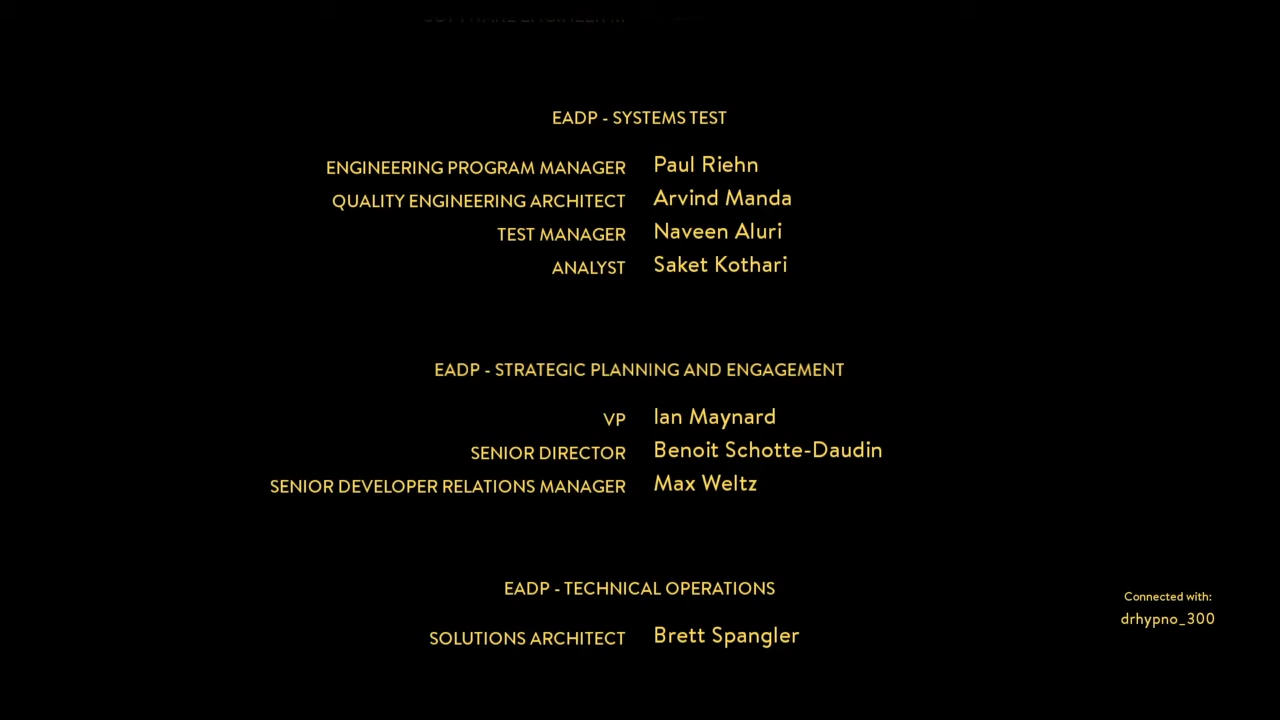 EADP - SYSTEMS TEST
ENGINEERING PROGRAM MANAGER Paul Riehn
QUALITY ENGINEERING ARCHITECT Arvind Manda
TEST MANAGER Naveen Aluri
ANALYST Saket Kothari
EADP - STRATEGIC PLANNING AND ENGAGEMENT
VP Ian Maynard
SENIOR DIRECTOR Benoit Schotte-Daudin
SENIOR DEVELOPER RELATIONS MANAGER Max Weltz
EADP - TECHNICAL OPERATIONS
SOLUTIONS ARCHITECT Brett Spangler
Connected with:
drhypno_300